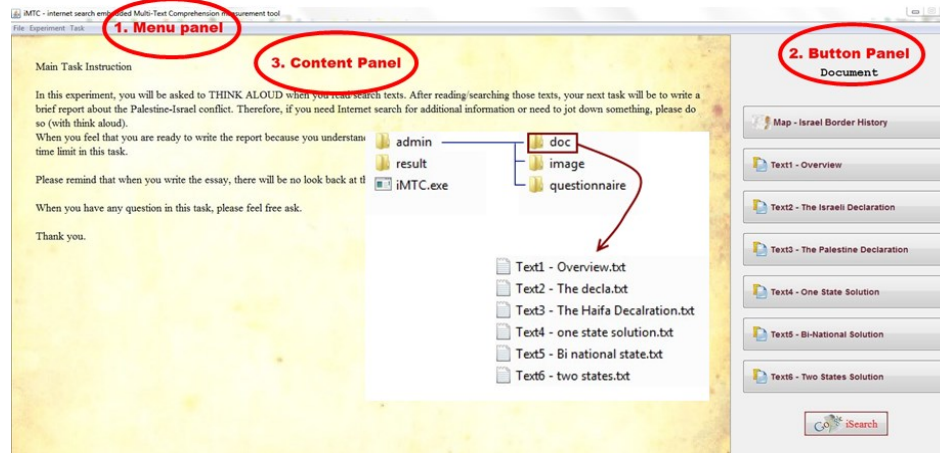 iMTC - internet search embedded Multi-Text Comprehension measurement tool
File Experiment Task
1. Menu panel
3. Content Panel
2. Button Panel
Document
Main Task Instruction
In this experiment, you will be asked to THINK ALOUD when you read search texts. After reading/searching those texts, your next task will be to write a
brief report about the Palestine-Israel conflict. Therefore, if you need Internet search for additional information or need to jot down something, please do
so (with think aloud).
When you feel that you are ready to write the report because you understand
time limit in this task.
Please remind that when you write the essay, there will be no look back at
When you have any question in this task, please feel free ask.
Thank you.
admin
result
iMTC.exe
doc
image
questionnaire
Text1 - Overview.txt
Text2 - The decla.txt
Text3 - The Haifa Decalration.txt
Text4 - one state solution.txt
Text5 - Bi national state.txt
Text6 - two states.txt
Map - Israel Border History
Text1 - Overview
Text2 - The Israeli Declaration
Text3 - The Palestine Declaration
Text4 - One State Solution
Text5 - Bi-National Solution
Text6 - Two States Solution
Go iSearch